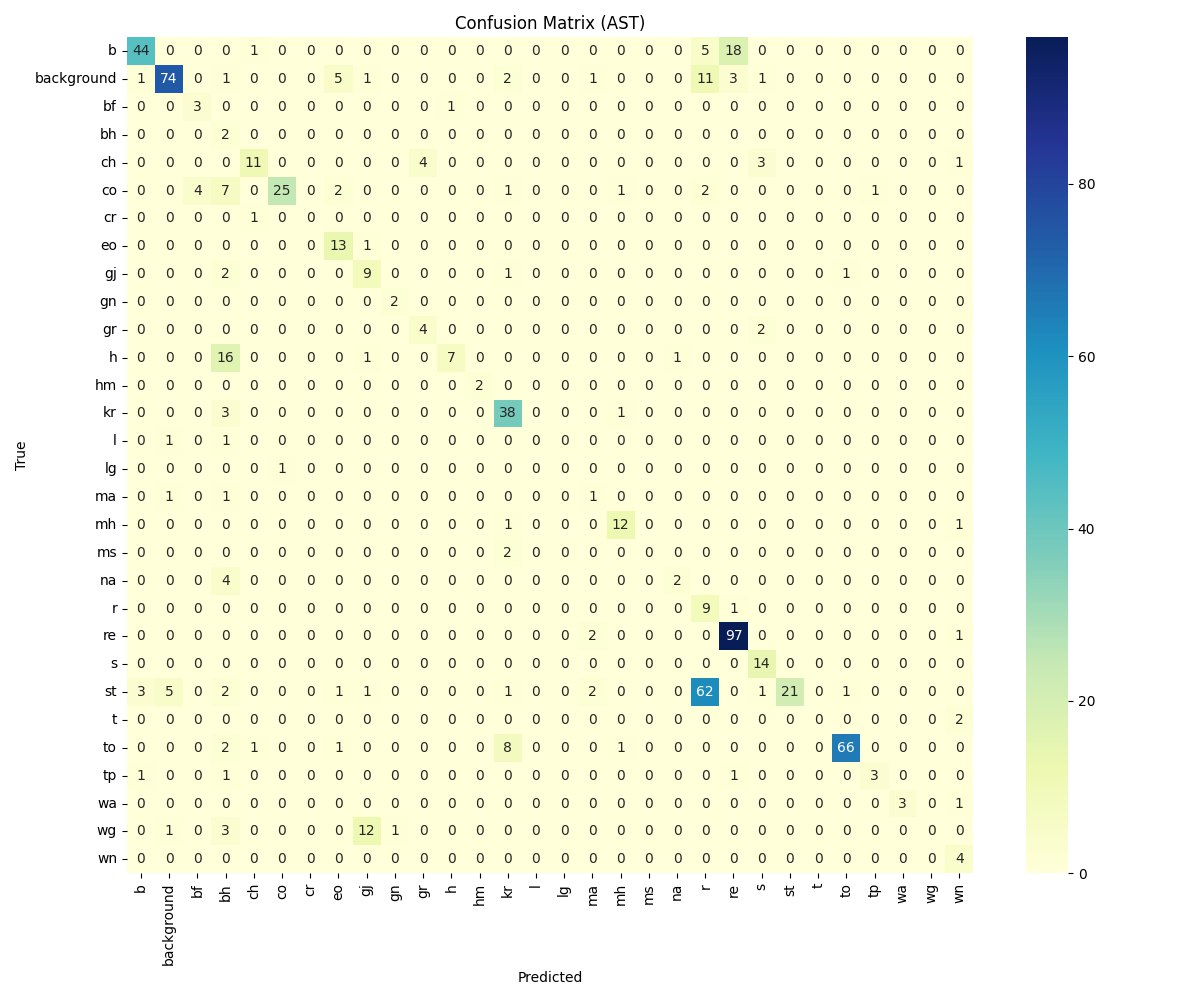 Confusion Matrix (AST)
b 44 0 0 0 1 0 0 0 0 0 0 0 0 0 0 0 0 0 0 0 5 18 0 0 0 0 0 0 0 0
background 1 74 0 1 0 0 0 5 1 0 0 0 0 2 0 0 1 0 0 0 11 3 1 0 0 0 0 0 0 0
bf 0 0 3 0 0 0 0 0 0 0 0 1 0 0 0 0 0 0 0 0 0 0 0 0 0 0 0 0 0 0
bh 0 0 0 2 0 0 0 0 0 0 0 0 0 0 0 0 0 0 0 0 0 0 0 0 0 0 0 0 0 0
ch 0 0 0 0 11 0 0 0 0 0 4 0 0 0 0 0 0 0 0 0 0 0 3 0 0 0 0 0 0 1
co 0 0 4 7 0 25 0 2 0 0 0 0 0 1 0 0 0 1 0 0 2 0 0 0 0 0 1 0 0 0
cr 0 0 0 0 1 0 0 0 0 0 0 0 0 0 0 0 0 0 0 0 0 0 0 0 0 0 0 0 0 0
eo 0 0 0 0 0 0 0 13 1 0 0 0 0 0 0 0 0 0 0 0 0 0 0 0 0 0 0 0 0 0
gj 0 0 0 2 0 0 0 0 9 0 0 0 0 1 0 0 0 0 0 0 0 0 0 0 0 1 0 0 0 0
gn 0 0 0 0 0 0 0 0 0 2 0 0 0 0 0 0 0 0 0 0 0 0 0 0 0 0 0 0 0 0
gr 0 0 0 0 0 0 0 0 0 0 4 0 0 0 0 0 0 0 0 0 0 0 2 0 0 0 0 0 0 0
h 0 0 0 16 0 0 0 0 1 0 0 7 0 0 0 0 0 0 0 1 0 0 0 0 0 0 0 0 0 0
hm 0 0 0 0 0 0 0 0 0 0 0 0 2 0 0 0 0 0 0 0 0 0 0 0 0 0 0 0 0 0
kr 0 0 0 3 0 0 0 0 0 0 0 0 0 38 0 0 0 1 0 0 0 0 0 0 0 0 0 0 0 0
l 0 1 0 1 0 0 0 0 0 0 0 0 0 0 0 0 0 0 0 0 0 0 0 0 0 0 0 0 0 0
lg 0 0 0 0 0 1 0 0 0 0 0 0 0 0 0 0 0 0 0 0 0 0 0 0 0 0 0 0 0 0
ma 0 1 0 1 0 0 0 0 0 0 0 0 0 0 0 0 1 0 0 0 0 0 0 0 0 0 0 0 0 0
mh 0 0 0 0 0 0 0 0 0 0 0 0 0 1 0 0 0 12 0 0 0 0 0 0 0 0 0 0 0 1
ms 0 0 0 0 0 0 0 0 0 0 0 0 0 2 0 0 0 0 0 0 0 0 0 0 0 0 0 0 0 0
na 0 0 0 4 0 0 0 0 0 0 0 0 0 0 0 0 0 0 0 2 0 0 0 0 0 0 0 0 0 0
r 0 0 0 0 0 0 0 0 0 0 0 0 0 0 0 0 0 0 0 0 9 1 0 0 0 0 0 0 0 0
re 0 0 0 0 0 0 0 0 0 0 0 0 0 0 0 0 2 0 0 0 0 97 0 0 0 0 0 0 0 1
s 0 0 0 0 0 0 0 0 0 0 0 0 0 0 0 0 0 0 0 0 0 0 14 0 0 0 0 0 0 0
st 3 5 0 2 0 0 0 1 1 0 0 0 0 1 0 0 2 0 0 0 62 0 1 21 0 1 0 0 0 0
t 0 0 0 0 0 0 0 0 0 0 0 0 0 0 0 0 0 0 0 0 0 0 0 0 0 0 0 0 0 2
to 0 0 0 2 1 0 0 1 0 0 0 0 0 8 0 0 0 1 0 0 0 0 0 0 0 66 0 0 0 0
tp 1 0 0 1 0 0 0 0 0 0 0 0 0 0 0 0 0 0 0 0 0 1 0 0 0 0 3 0 0 0
wa 0 0 0 0 0 0 0 0 0 0 0 0 0 0 0 0 0 0 0 0 0 0 0 0 0 0 0 3 0 1
wg 0 1 0 3 0 0 0 0 12 1 0 0 0 0 0 0 0 0 0 0 0 0 0 0 0 0 0 0 0 0
wn 0 0 0 0 0 0 0 0 0 0 0 0 0 0 0 0 0 0 0 0 0 0 0 0 0 0 0 0 0 4
b background bf bh ch co cr eo gj gn gr h hm kr l lg ma mh ms na r re s st t to tp wa wg wn
Predicted
True
80
60
40
20
0